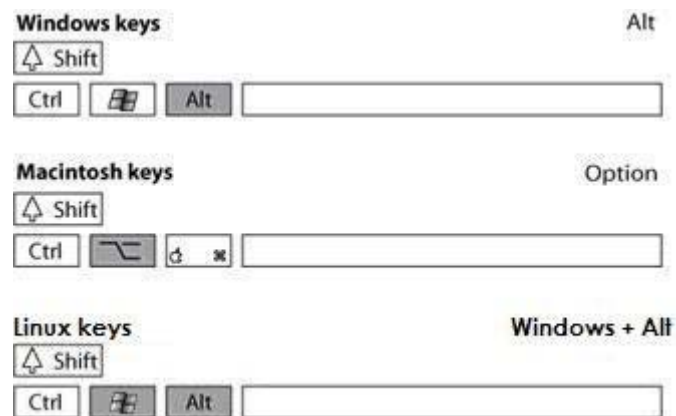 Windows keys Alt
Shift
Ctrl Alt
Macintosh keys Option
Shift
Ctrl ⌥ ⌘
Linux keys Windows + Alt
Shift
Ctrl Alt